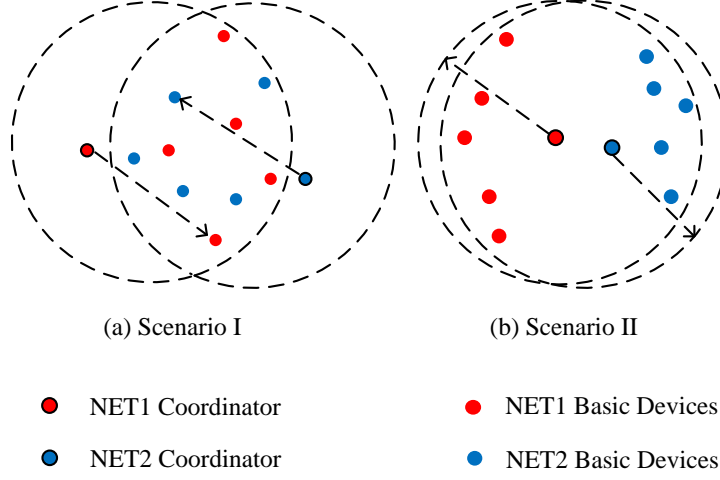 (a) Scenario I
(b) Scenario II
NET1 Coordinator
NET1 Basic Devices
NET2 Coordinator
NET2 Basic Devices